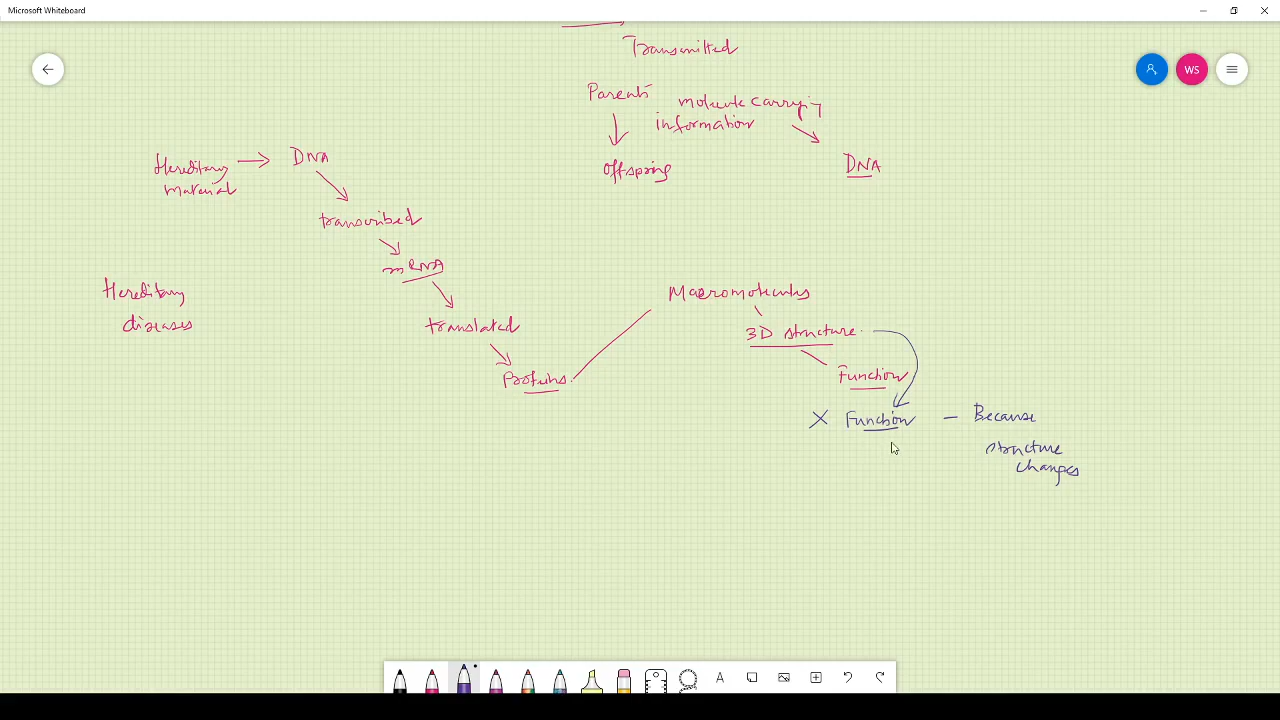 Microsoft Whiteboard
WS
Transmitted
Parents
molecule carrying
information
Offspring
DNA
Hereditary
material
DNA
transcribed
mRNA
translated
Proteins
Hereditary
diseases
Macromolecules
3D structure
Function
X Function - Because
structure
changes
A